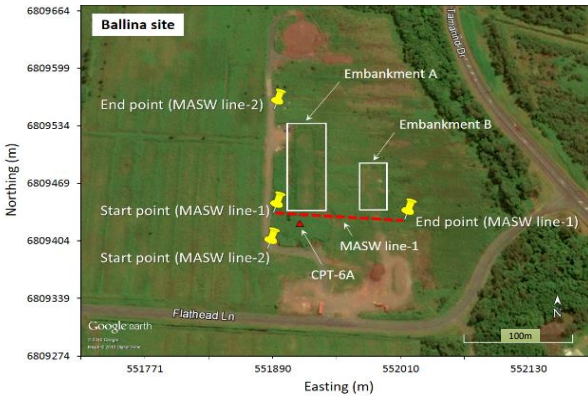 Ballina site
Tamarind Dr
Embankment A
End point (MASW line-2)
Embankment B
Start point (MASW line-1)
End point (MASW line-1)
MASW line-1
Start point (MASW line-2)
CPT-6A
Flathead Ln
N
Google earth
100m
6809664
6809599
6809534
6809469
6809404
6809339
6809274
Northing (m)
551771
551890
552010
552130
Easting (m)